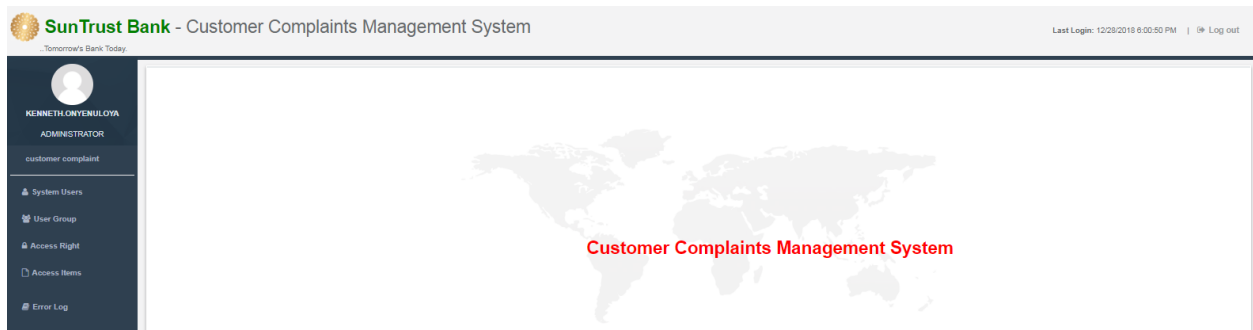 SunTrust Bank - Customer Complaints Management System
..Tomorrow's Bank Today.
Last Login: 12/28/2018 6:00:50 PM | Log out
KENNETH.ONYENULOYA
ADMINISTRATOR
customer complaint
System Users
User Group
Access Right
Access Items
Error Log
Customer Complaints Management System